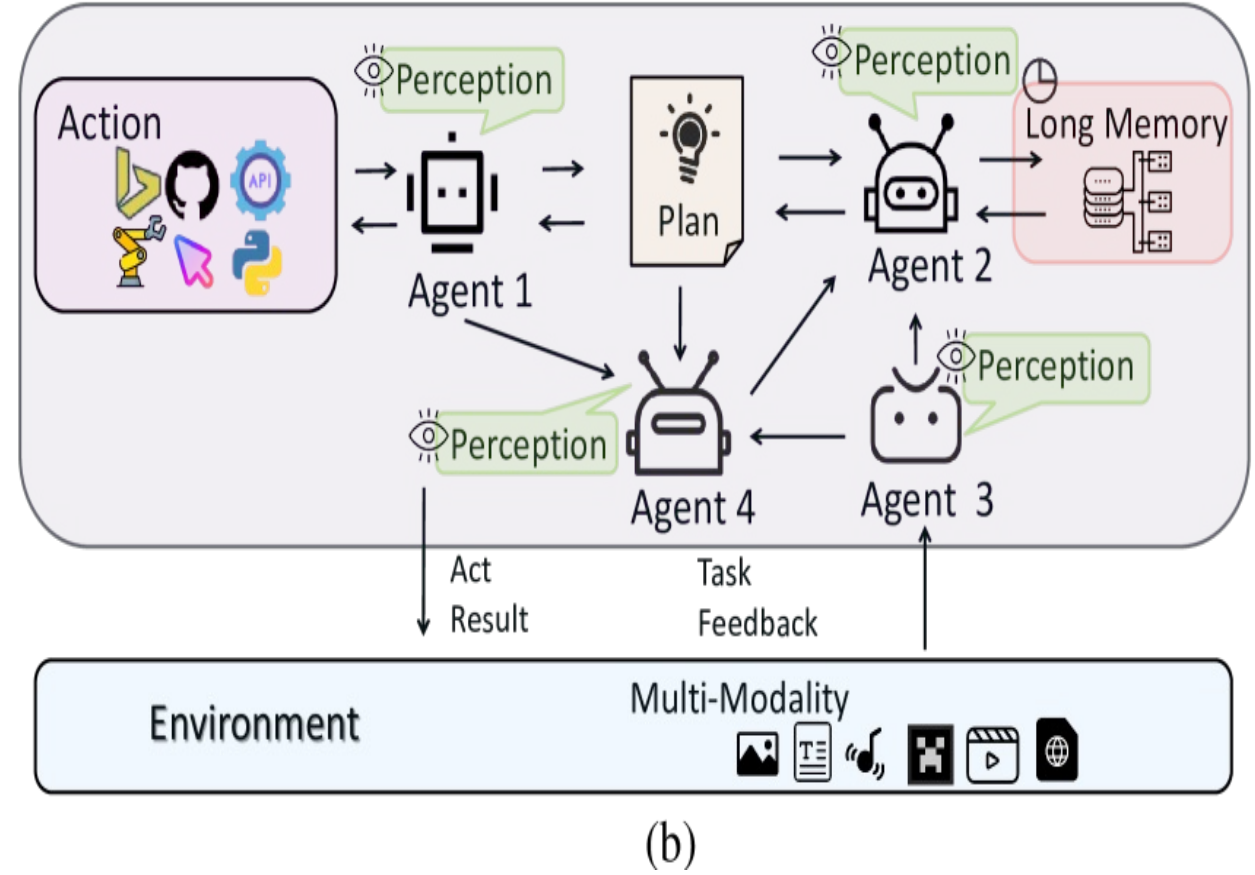 Perception
Perception
Action
Long Memory
API
Plan
Agent 1
Agent 2
Perception
Perception
Agent 4
Agent  3
Act
Result
Task
Feedback
Multi-Modality
Environment
T
(b)